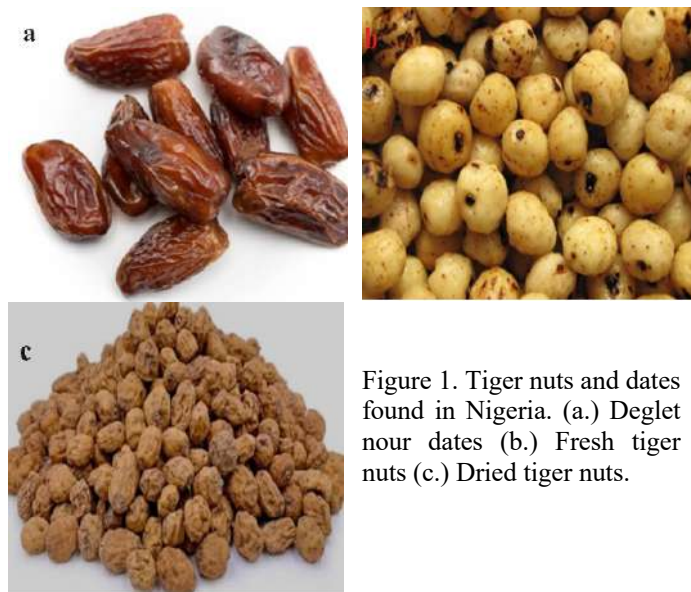 a
b
c
Figure 1. Tiger nuts and dates
found in Nigeria. (a.) Deglet
nour dates (b.) Fresh tiger
nuts (c.) Dried tiger nuts.